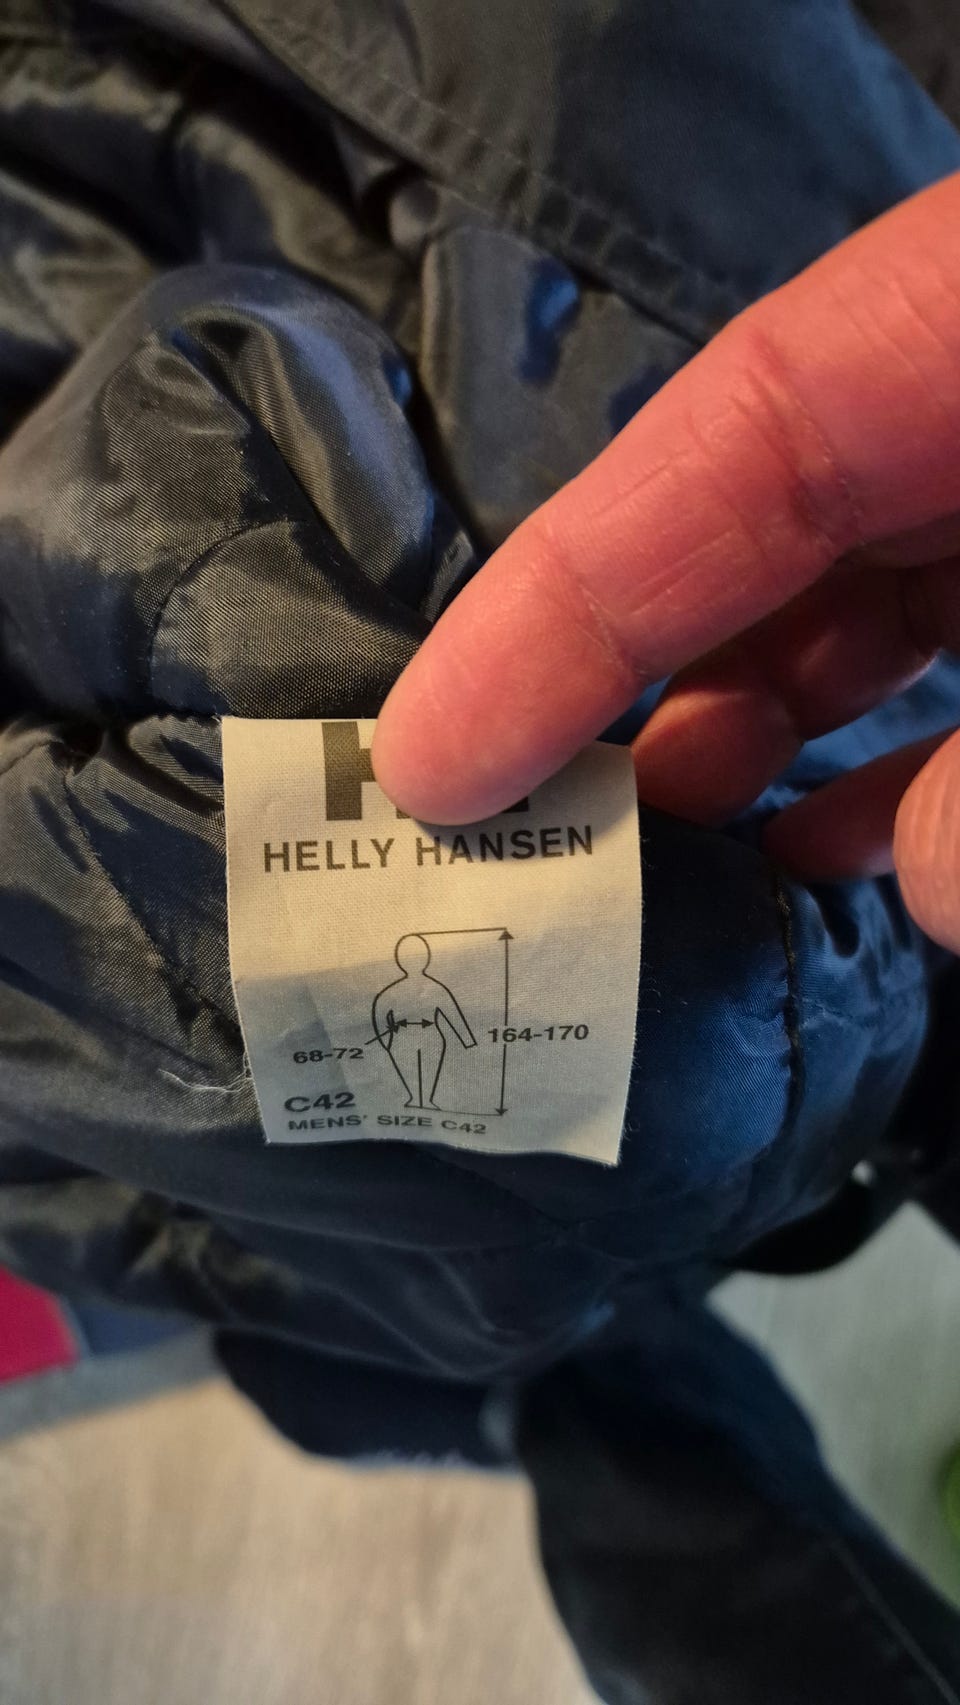 HELLY HANSEN
164-170
68-72
C42
MENS' SIZE C42